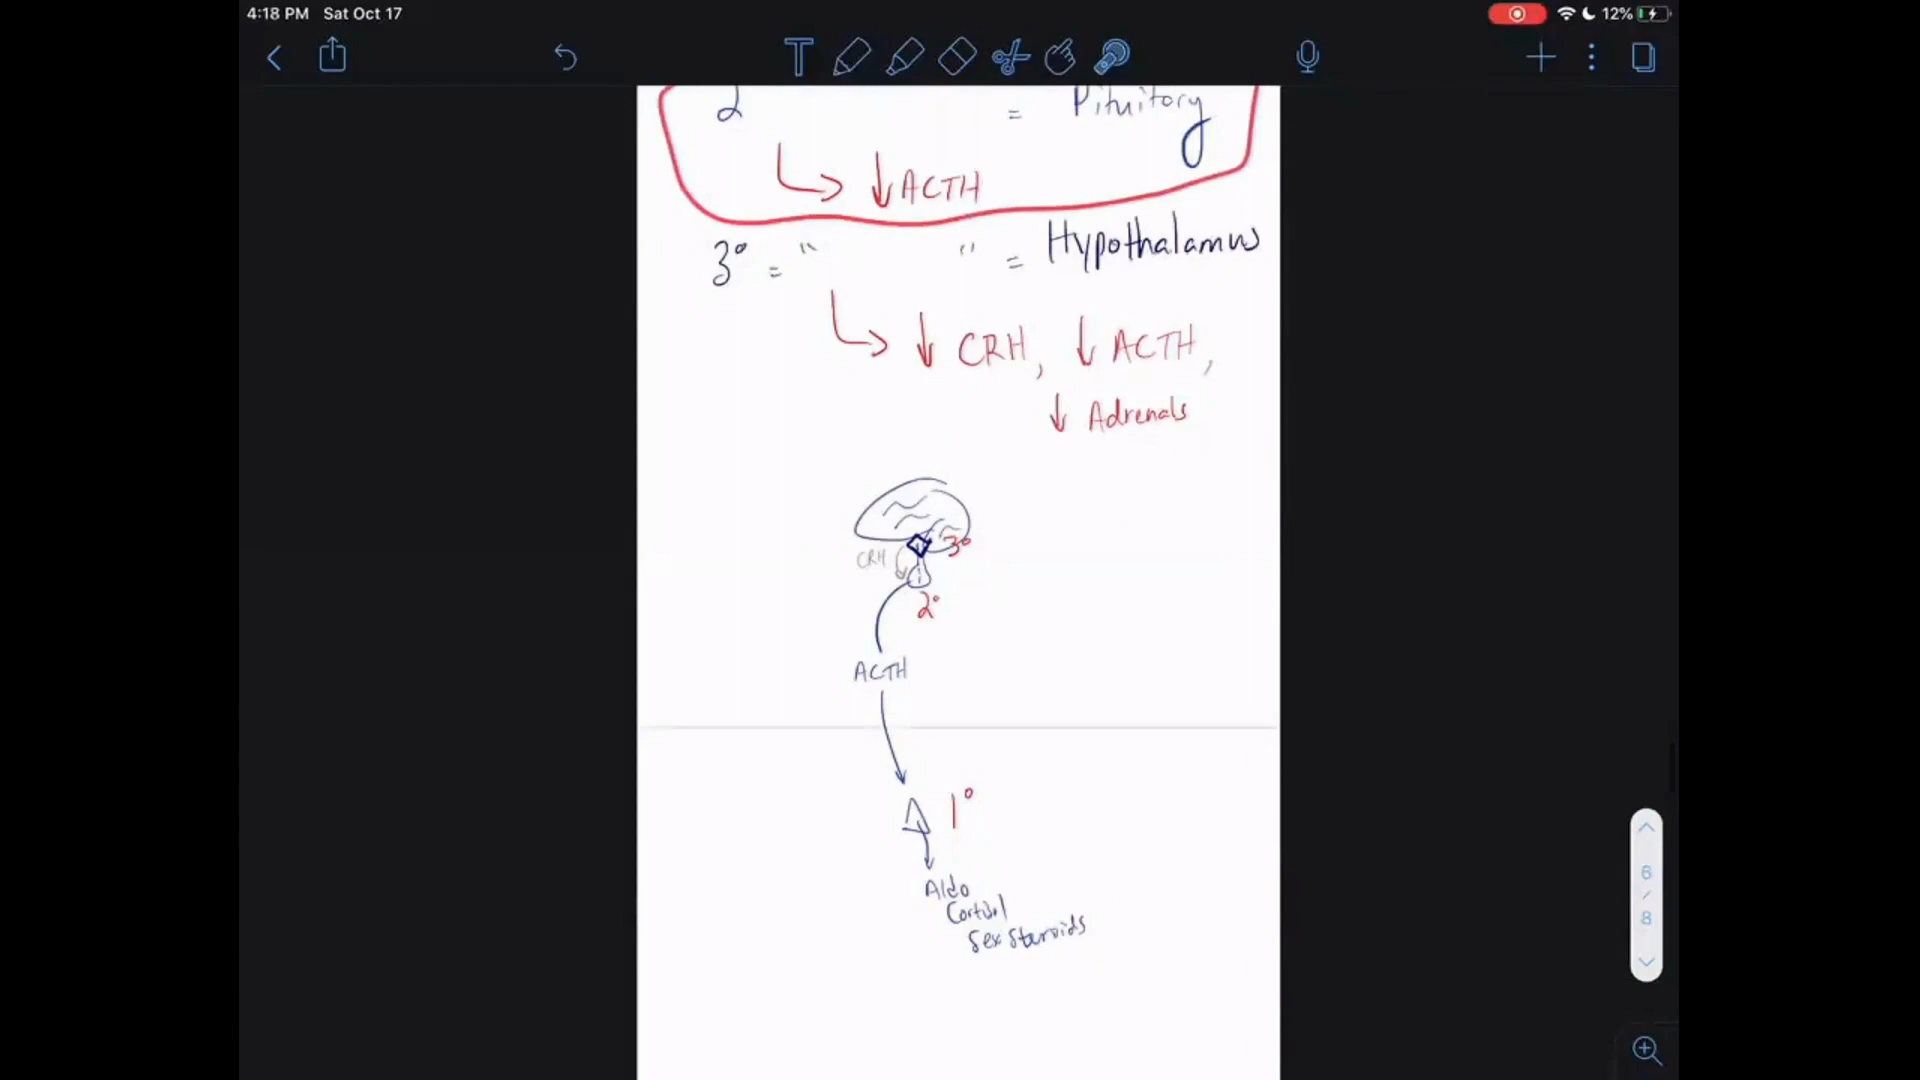 4:18 PM Sat Oct 17 12%
T
2 = Pituitory
↓ ACTH
3° = " " = Hypothalamus
↓ CRH, ↓ ACTH,
↓ Adrenals
3°
CRH
2°
ACTH
1°
Aldo
Cortisol
Sex Steroids
6
/
8